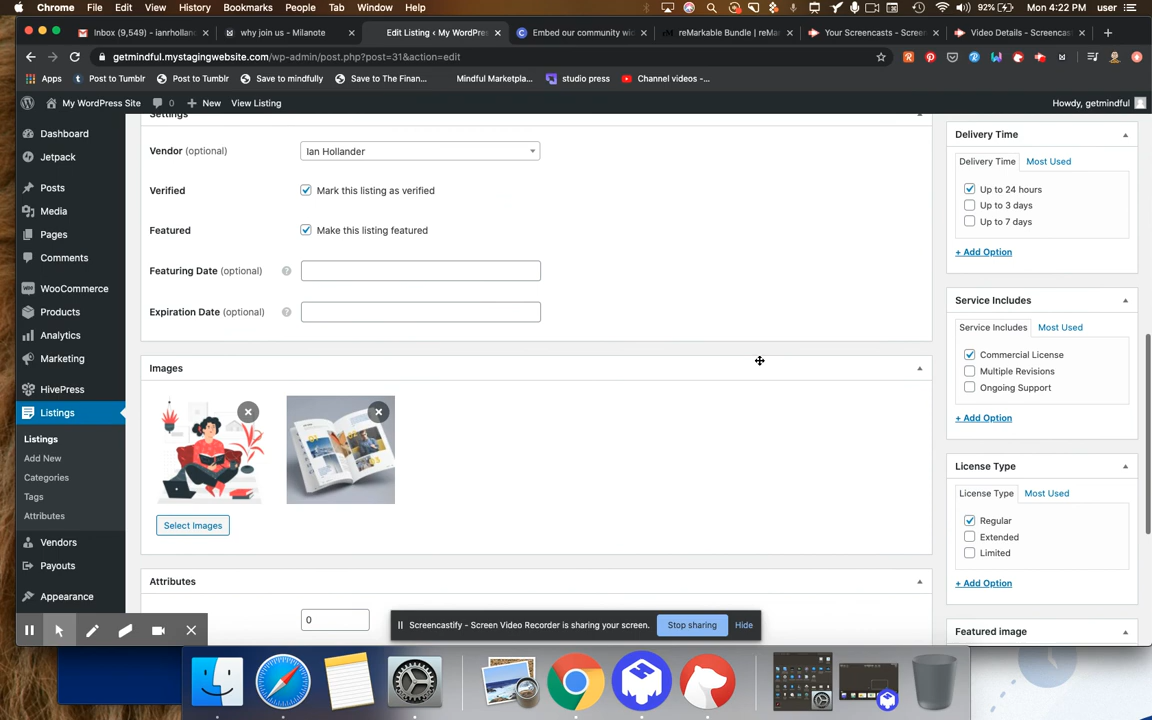 Chrome File Edit View History Bookmarks People Tab Window Help 92% Mon 4:22 PM user
Inbox (9,549) - ianrhollan × why join us - Milanote × Edit Listing ‹ My WordPres × Embed our community wid × reMarkable Bundle | reMar × Your Screencasts - Screen × Video Details - Screencast × +
getmindful.mystagingwebsite.com/wp-admin/post.php?post=31&action=edit
Apps Post to Tumblr Post to Tumblr Save to mindfully Save to The Finan... Mindful Marketpla... studio press Channel videos -...
My WordPress Site 0 + New View Listing Howdy, getmindful
Dashboard
Jetpack
Posts
Media
Pages
Comments
WooCommerce
Products
Analytics
Marketing
HivePress
Listings
Listings
Add New
Categories
Tags
Attributes
Vendors
Payouts
Appearance
Settings
Vendor (optional) Ian Hollander
Verified Mark this listing as verified
Featured Make this listing featured
Featuring Date (optional) ?
Expiration Date (optional) ?
Images
Select Images
Attributes
0
Delivery Time
Delivery Time Most Used
Up to 24 hours
Up to 3 days
Up to 7 days
+ Add Option
Service Includes
Service Includes Most Used
Commercial License
Multiple Revisions
Ongoing Support
+ Add Option
License Type
License Type Most Used
Regular
Extended
Limited
+ Add Option
Featured image
Screencastify - Screen Video Recorder is sharing your screen. Stop sharing Hide